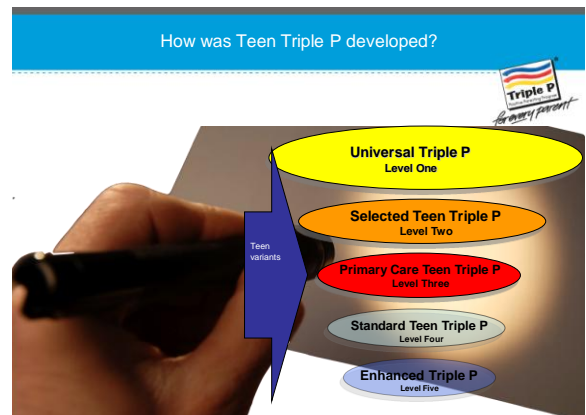 How was Teen Triple P developed?
Triple P
Positive Parenting Program
for every parent
Universal Triple P
Level One
Selected Teen Triple P
Level Two
Teen
variants
Primary Care Teen Triple P
Level Three
Standard Teen Triple P
Level Four
Enhanced Triple P
Level Five